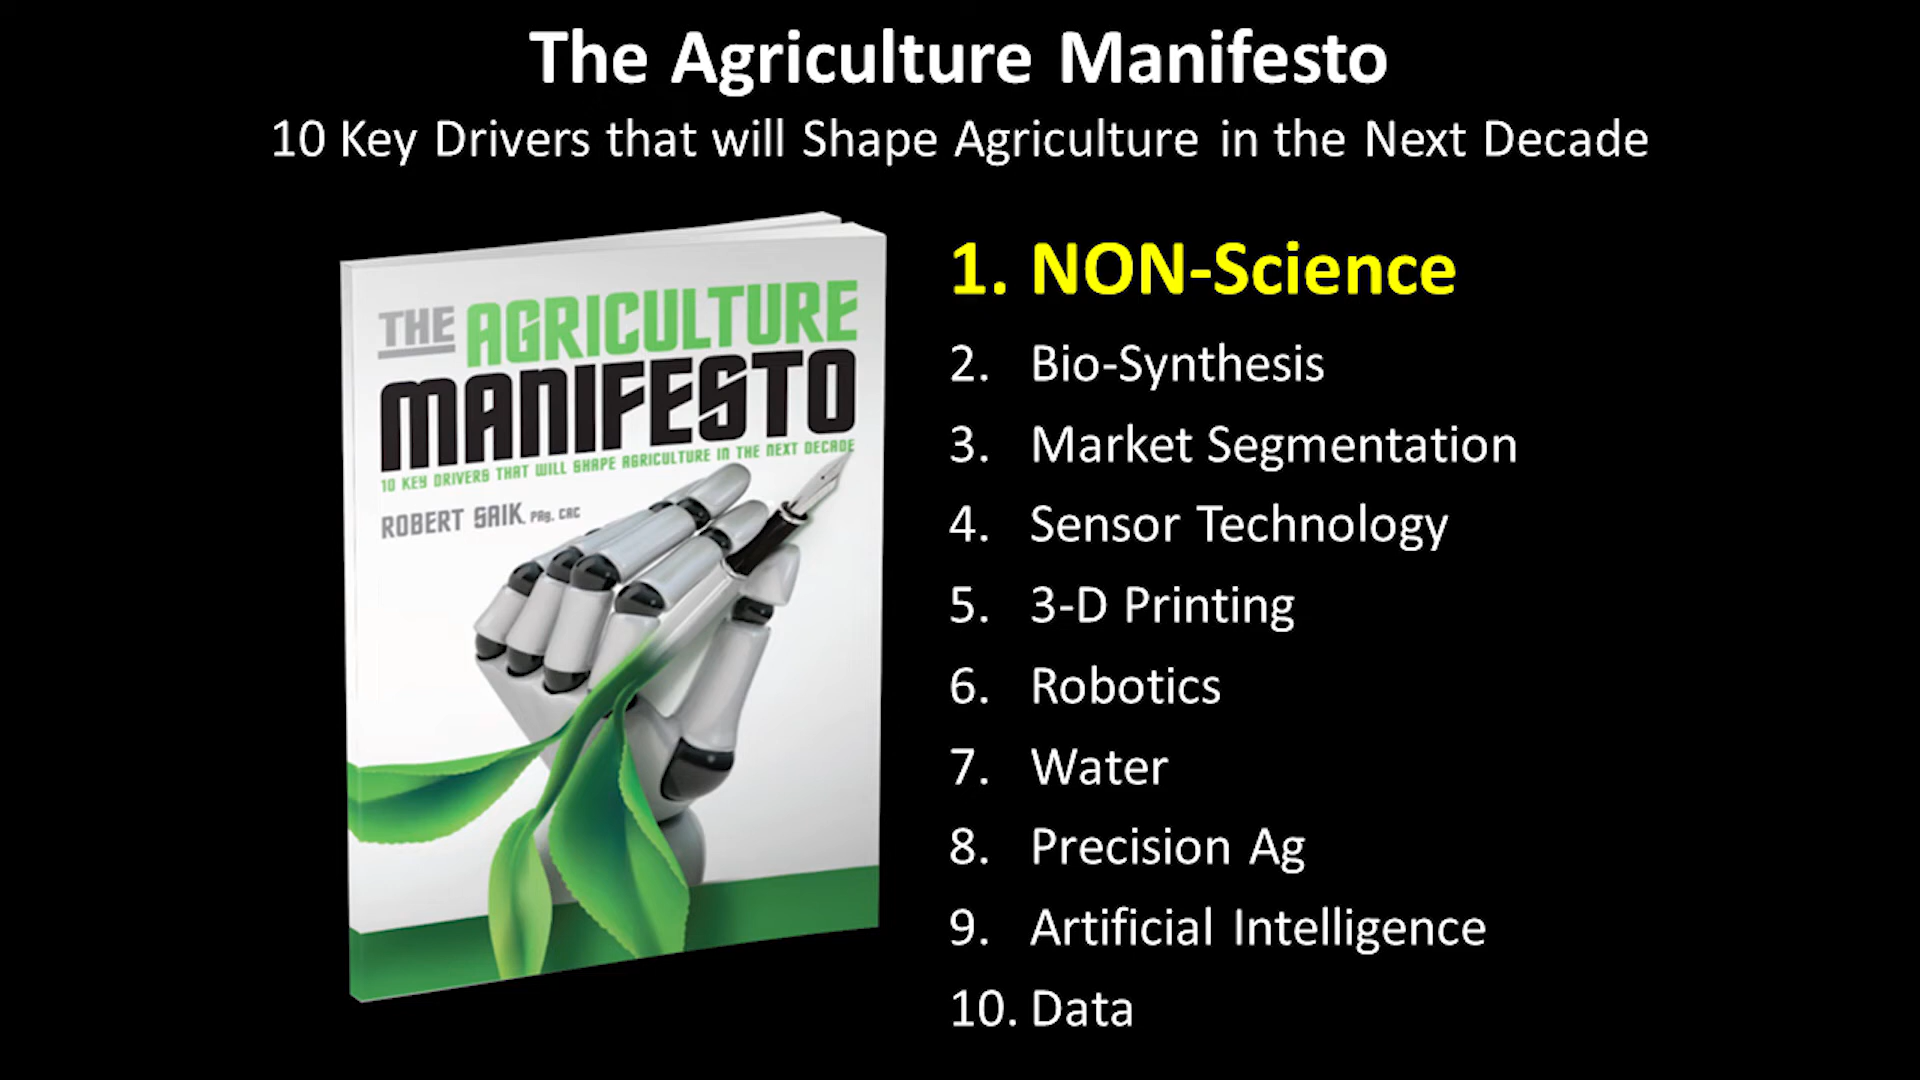 The Agriculture Manifesto
10 Key Drivers that will Shape Agriculture in the Next Decade
THE AGRICULTURE
MANIFESTO
10 KEY DRIVERS THAT WILL SHAPE AGRICULTURE IN THE NEXT DECADE
ROBERT SAIK, PAg, CAC
1. NON-Science
2. Bio-Synthesis
3. Market Segmentation
4. Sensor Technology
5. 3-D Printing
6. Robotics
7. Water
8. Precision Ag
9. Artificial Intelligence
10. Data